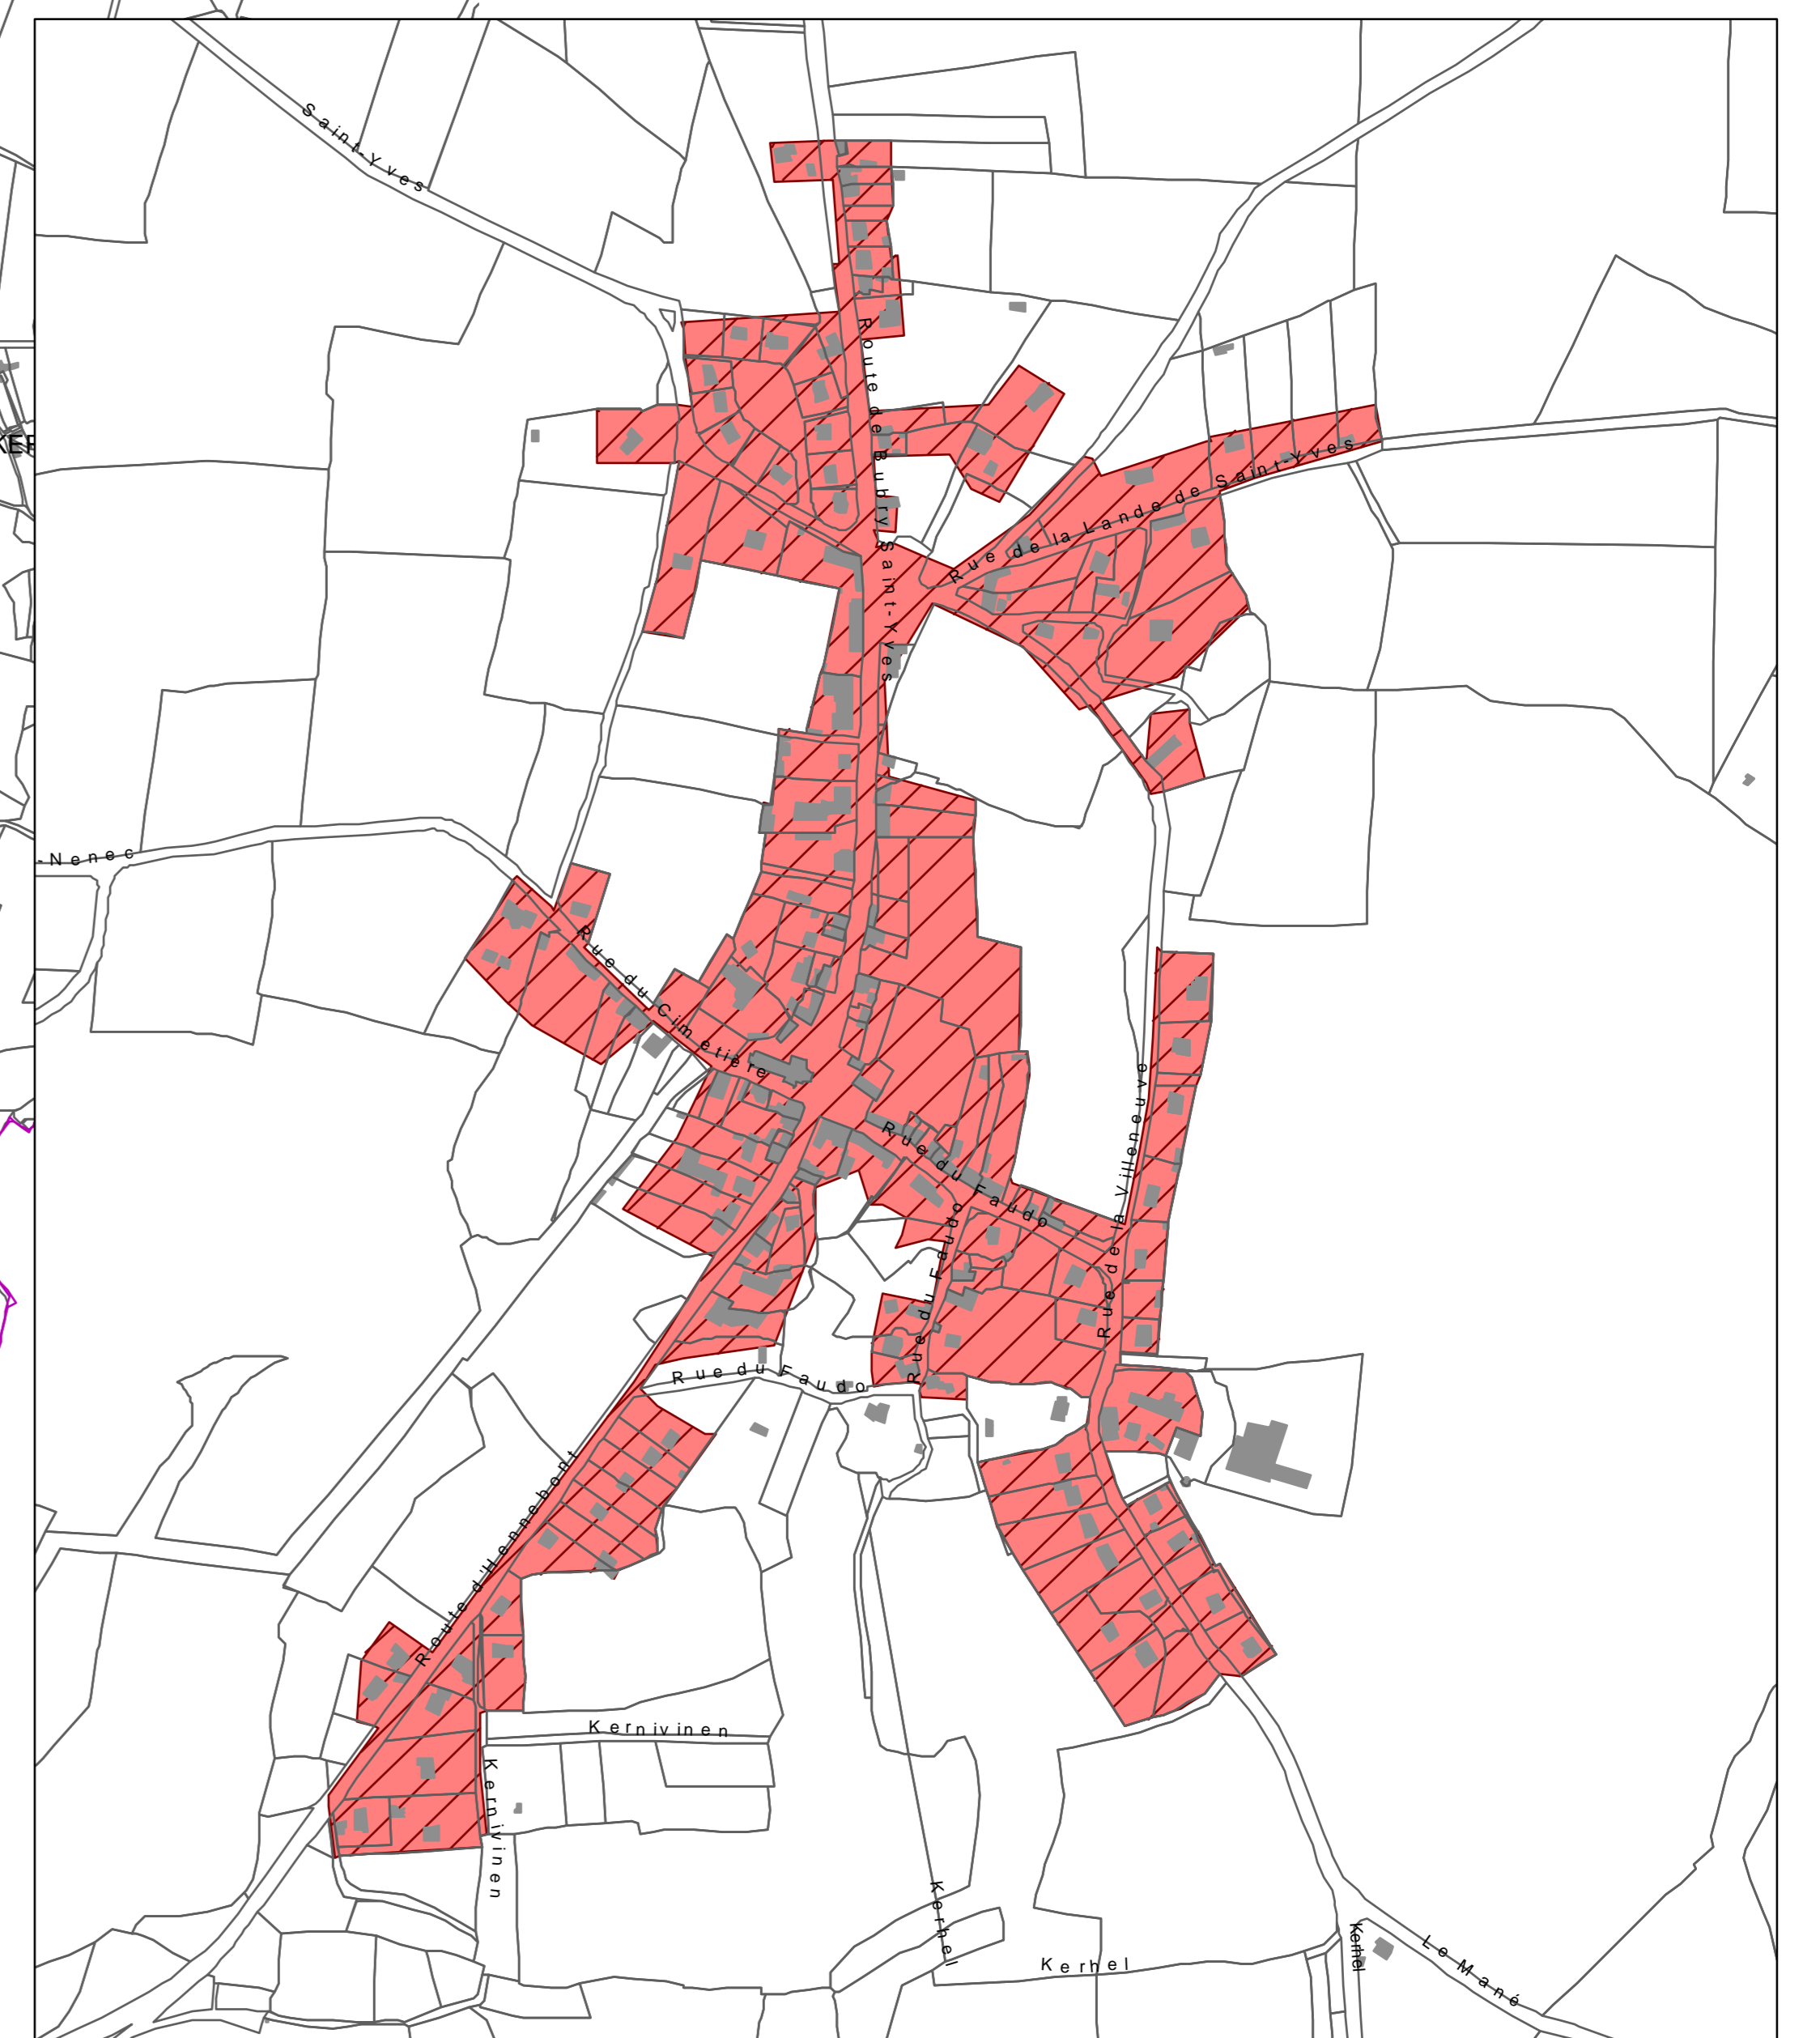 Saint-Yves
KER
Route de Bubry
Rue de la Lande de Saint-Yves
Saint-Yves
-Nenec
Rue du Cimetière
Rue du Faudo
Rue de la Villeneuve
Rue du Faudo
Rue du Faudo
Route d'Hennebont
Kernivinen
Kernivinen
Kerhel
Kerhel
Kerhel
Le Mané